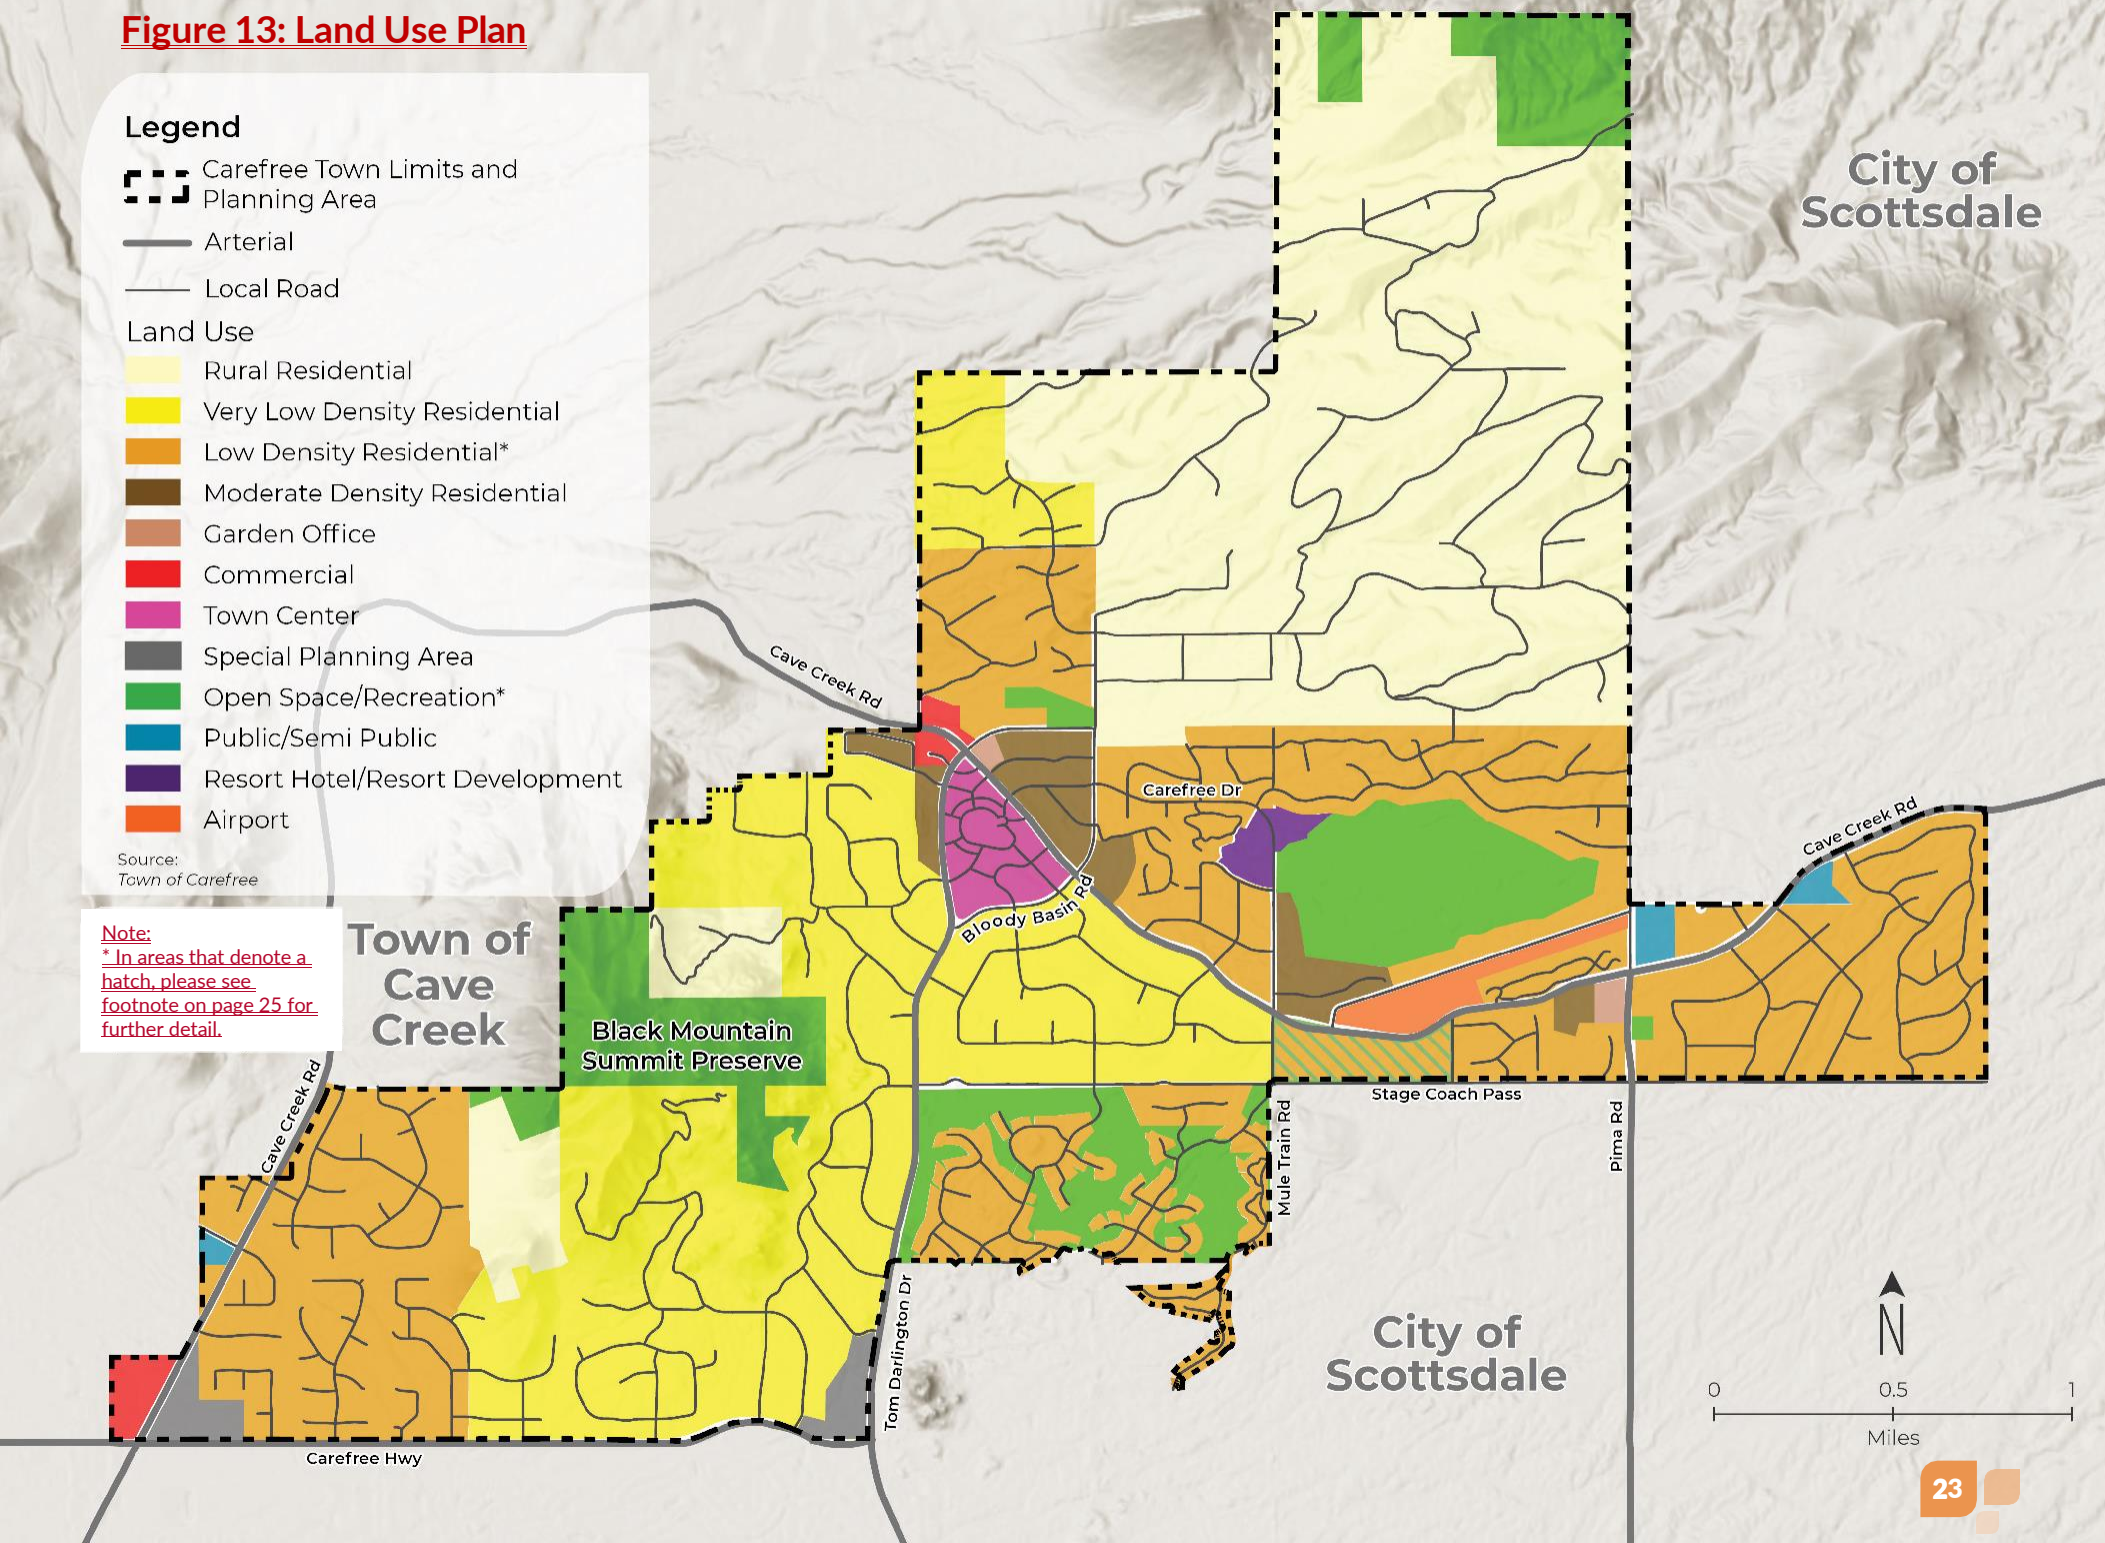 Figure 13: Land Use Plan
Legend
Carefree Town Limits and
Planning Area
Arterial
Local Road
Land Use
Rural Residential
Very Low Density Residential
Low Density Residential*
Moderate Density Residential
Garden Office
Commercial
Town Center
Special Planning Area
Open Space/Recreation*
Public/Semi Public
Resort Hotel/Resort Development
Airport
Source:
Town of Carefree
Note:
* In areas that denote a
hatch, please see
footnote on page 25 for
further detail.
City of
Scottsdale
Cave Creek Rd
Carefree Dr
Cave Creek Rd
Bloody Basin Rd
Town of
Cave
Creek
Black Mountain
Summit Preserve
Cave Creek Rd
Stage Coach Pass
Mule Train Rd
Pima Rd
Tom Darlington Dr
City of
Scottsdale
Carefree Hwy
N
0 0.5 1
Miles
23